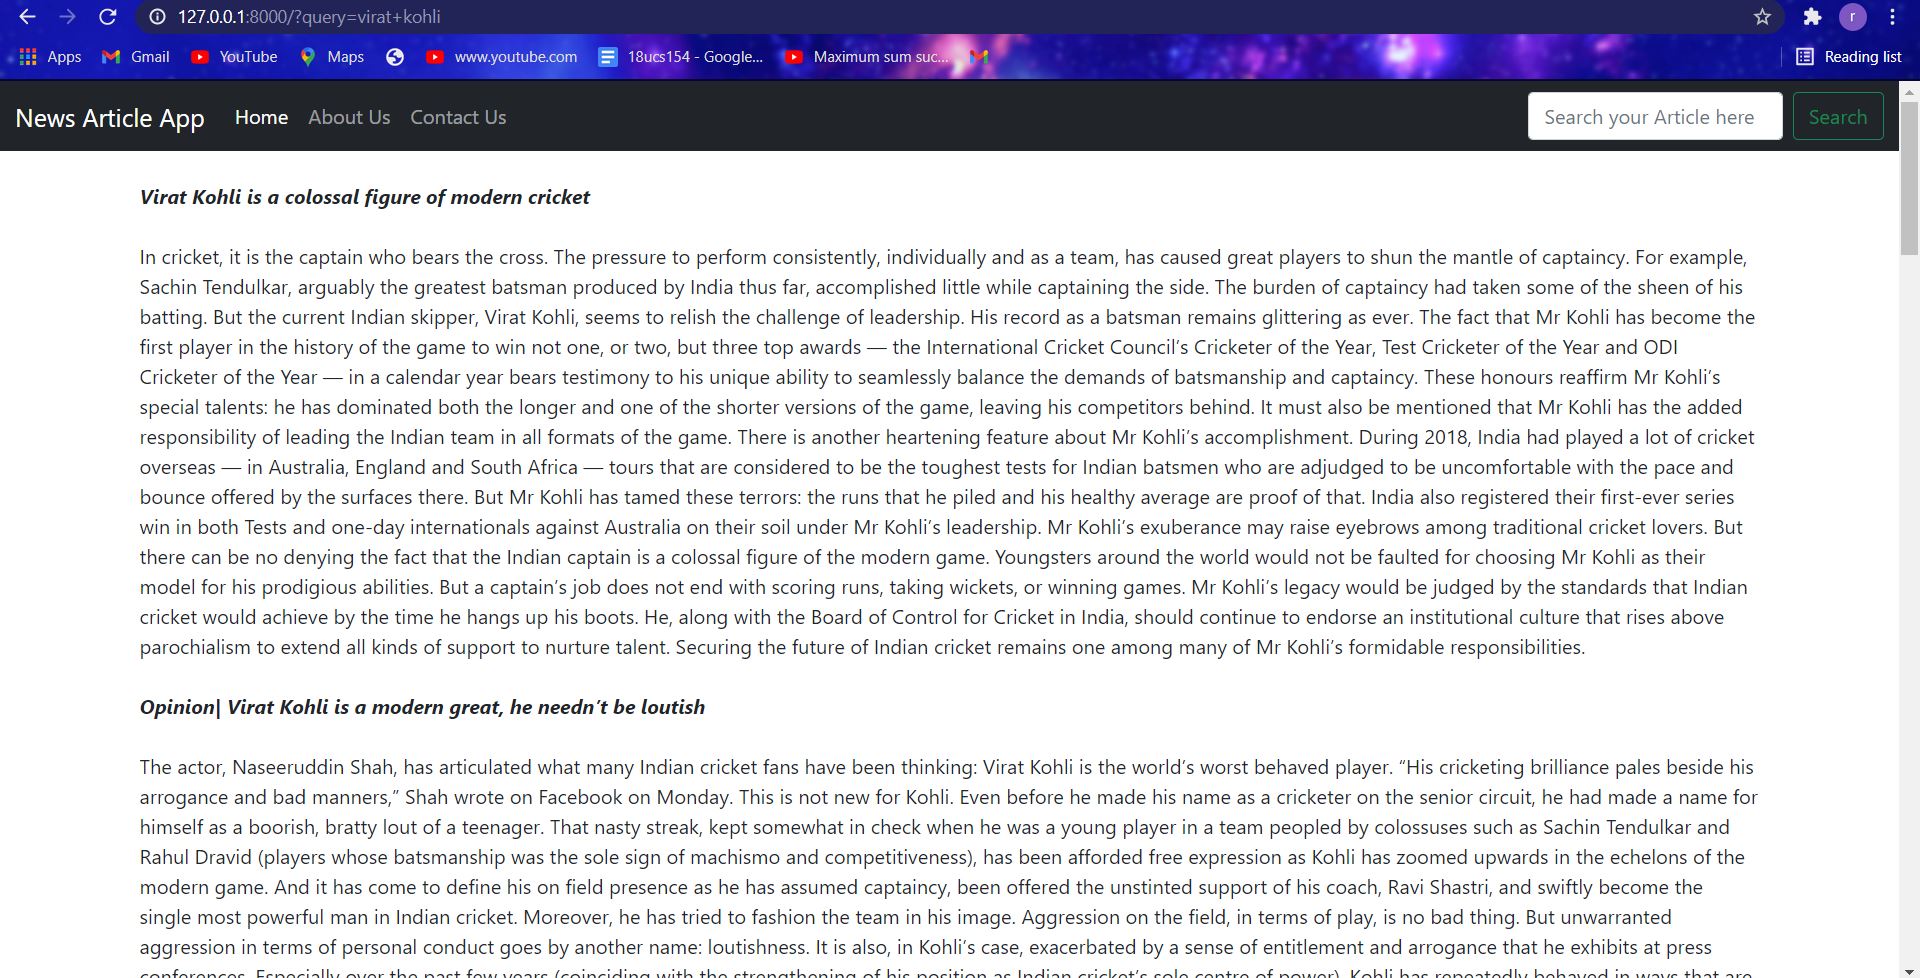 127.0.0.1:8000/?query=virat+kohli
r
Apps Gmail YouTube Maps www.youtube.com 18ucs154 - Google... Maximum sum suc... Reading list
News Article App Home About Us Contact Us Search your Article here Search
Virat Kohli is a colossal figure of modern cricket
In cricket, it is the captain who bears the cross. The pressure to perform consistently, individually and as a team, has caused great players to shun the mantle of captaincy. For example,
Sachin Tendulkar, arguably the greatest batsman produced by India thus far, accomplished little while captaining the side. The burden of captaincy had taken some of the sheen of his
batting. But the current Indian skipper, Virat Kohli, seems to relish the challenge of leadership. His record as a batsman remains glittering as ever. The fact that Mr Kohli has become the
first player in the history of the game to win not one, or two, but three top awards — the International Cricket Council’s Cricketer of the Year, Test Cricketer of the Year and ODI
Cricketer of the Year — in a calendar year bears testimony to his unique ability to seamlessly balance the demands of batsmanship and captaincy. These honours reaffirm Mr Kohli’s
special talents: he has dominated both the longer and one of the shorter versions of the game, leaving his competitors behind. It must also be mentioned that Mr Kohli has the added
responsibility of leading the Indian team in all formats of the game. There is another heartening feature about Mr Kohli’s accomplishment. During 2018, India had played a lot of cricket
overseas — in Australia, England and South Africa — tours that are considered to be the toughest tests for Indian batsmen who are adjudged to be uncomfortable with the pace and
bounce offered by the surfaces there. But Mr Kohli has tamed these terrors: the runs that he piled and his healthy average are proof of that. India also registered their first-ever series
win in both Tests and one-day internationals against Australia on their soil under Mr Kohli’s leadership. Mr Kohli’s exuberance may raise eyebrows among traditional cricket lovers. But
there can be no denying the fact that the Indian captain is a colossal figure of the modern game. Youngsters around the world would not be faulted for choosing Mr Kohli as their
model for his prodigious abilities. But a captain’s job does not end with scoring runs, taking wickets, or winning games. Mr Kohli’s legacy would be judged by the standards that Indian
cricket would achieve by the time he hangs up his boots. He, along with the Board of Control for Cricket in India, should continue to endorse an institutional culture that rises above
parochialism to extend all kinds of support to nurture talent. Securing the future of Indian cricket remains one among many of Mr Kohli’s formidable responsibilities.
Opinion| Virat Kohli is a modern great, he needn’t be loutish
The actor, Naseeruddin Shah, has articulated what many Indian cricket fans have been thinking: Virat Kohli is the world’s worst behaved player. “His cricketing brilliance pales beside his
arrogance and bad manners,” Shah wrote on Facebook on Monday. This is not new for Kohli. Even before he made his name as a cricketer on the senior circuit, he had made a name for
himself as a boorish, bratty lout of a teenager. That nasty streak, kept somewhat in check when he was a young player in a team peopled by colossuses such as Sachin Tendulkar and
Rahul Dravid (players whose batsmanship was the sole sign of machismo and competitiveness), has been afforded free expression as Kohli has zoomed upwards in the echelons of the
modern game. And it has come to define his on field presence as he has assumed captaincy, been offered the unstinted support of his coach, Ravi Shastri, and swiftly become the
single most powerful man in Indian cricket. Moreover, he has tried to fashion the team in his image. Aggression on the field, in terms of play, is no bad thing. But unwarranted
aggression in terms of personal conduct goes by another name: loutishness. It is also, in Kohli’s case, exacerbated by a sense of entitlement and arrogance that he exhibits at press
conferences. Especially over the past few years (coinciding with the strengthening of his position as Indian cricket’s sole centre of power), Kohli has repeatedly behaved in ways that are